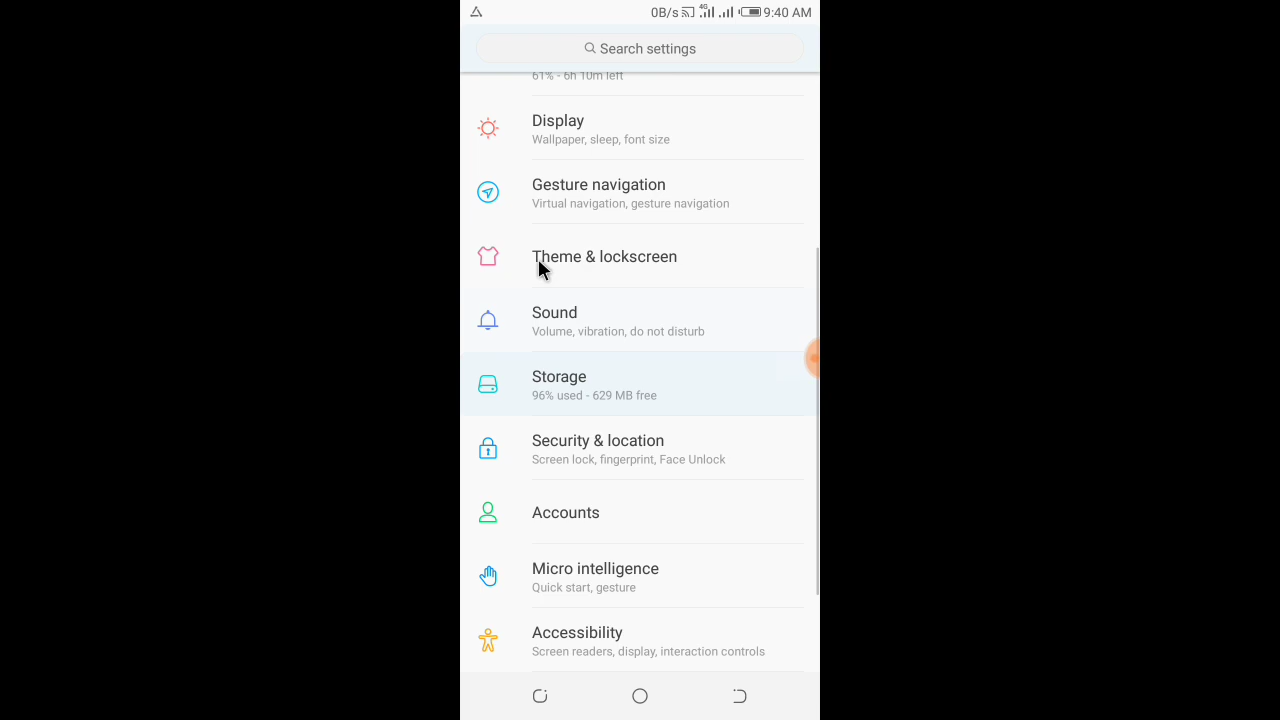 0B/s 4G 9:40 AM
Search settings
61% - 6h 10m left
Display
Wallpaper, sleep, font size
Gesture navigation
Virtual navigation, gesture navigation
Theme & lockscreen
Sound
Volume, vibration, do not disturb
Storage
96% used - 629 MB free
Security & location
Screen lock, fingerprint, Face Unlock
Accounts
Micro intelligence
Quick start, gesture
Accessibility
Screen readers, display, interaction controls